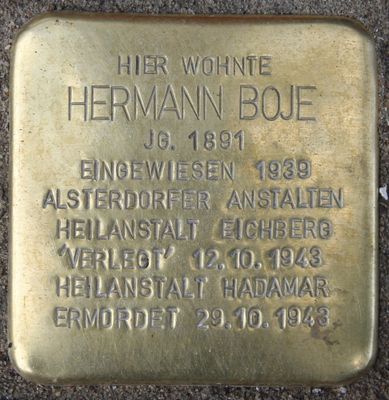 HIER WOHNTE
HERMANN BOJE
JG. 1891
EINGEWIESEN 1939
ALSTERDORFER ANSTALTEN
HEILANSTALT EICHBERG
'VERLEGT' 12.10.1943
HEILANSTALT HADAMAR
ERMORDET 29.10.1943